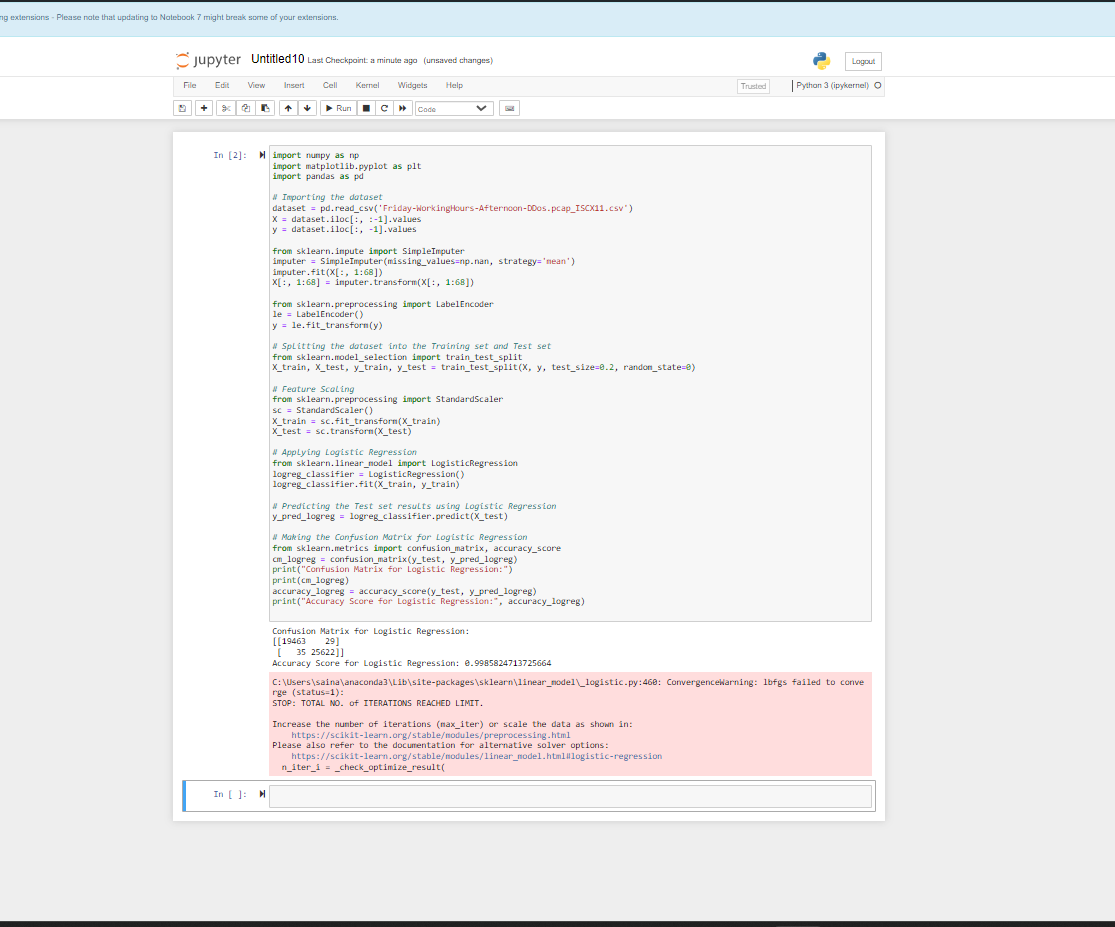 ng extensions - Please note that updating to Notebook 7 might break some of your extensions.
jupyter Untitled10 Last Checkpoint: a minute ago (unsaved changes)
Logout
File Edit View Insert Cell Kernel Widgets Help
Trusted
Python 3 (ipykernel)
Run
Code
In [2]:
import numpy as np
import matplotlib.pyplot as plt
import pandas as pd

# Importing the dataset
dataset = pd.read_csv('Friday-WorkingHours-Afternoon-DDos.pcap_ISCX11.csv')
X = dataset.iloc[:, :-1].values
y = dataset.iloc[:, -1].values

from sklearn.impute import SimpleImputer
imputer = SimpleImputer(missing_values=np.nan, strategy='mean')
imputer.fit(X[:, 1:68])
X[:, 1:68] = imputer.transform(X[:, 1:68])

from sklearn.preprocessing import LabelEncoder
le = LabelEncoder()
y = le.fit_transform(y)

# Splitting the dataset into the Training set and Test set
from sklearn.model_selection import train_test_split
X_train, X_test, y_train, y_test = train_test_split(X, y, test_size=0.2, random_state=0)

# Feature Scaling
from sklearn.preprocessing import StandardScaler
sc = StandardScaler()
X_train = sc.fit_transform(X_train)
X_test = sc.transform(X_test)

# Applying Logistic Regression
from sklearn.linear_model import LogisticRegression
logreg_classifier = LogisticRegression()
logreg_classifier.fit(X_train, y_train)

# Predicting the Test set results using Logistic Regression
y_pred_logreg = logreg_classifier.predict(X_test)

# Making the Confusion Matrix for Logistic Regression
from sklearn.metrics import confusion_matrix, accuracy_score
cm_logreg = confusion_matrix(y_test, y_pred_logreg)
print("Confusion Matrix for Logistic Regression:")
print(cm_logreg)
accuracy_logreg = accuracy_score(y_test, y_pred_logreg)
print("Accuracy Score for Logistic Regression:", accuracy_logreg)

Confusion Matrix for Logistic Regression:
[[19463    29]
 [   35 25622]]
Accuracy Score for Logistic Regression: 0.9985824713725664
C:\Users\saina\anaconda3\Lib\site-packages\sklearn\linear_model\_logistic.py:460: ConvergenceWarning: lbfgs failed to conve
rge (status=1):
STOP: TOTAL NO. of ITERATIONS REACHED LIMIT.

Increase the number of iterations (max_iter) or scale the data as shown in:
    https://scikit-learn.org/stable/modules/preprocessing.html
Please also refer to the documentation for alternative solver options:
    https://scikit-learn.org/stable/modules/linear_model.html#logistic-regression
  n_iter_i = _check_optimize_result(
In [ ]: